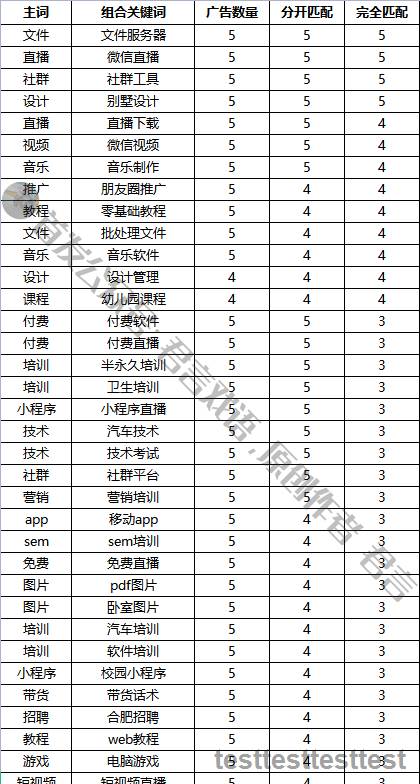 主词 组合关键词 广告数量 分开匹配 完全匹配
文件 文件服务器 5 5 5
直播 微信直播 5 5 5
社群 社群工具 5 5 5
设计 别墅设计 5 5 5
直播 直播下载 5 5 4
视频 微信视频 5 5 4
音乐 音乐制作 5 5 4
推广 朋友圈推广 5 4 4
教程 零基础教程 5 4 4
文件 批处理文件 5 4 4
音乐 音乐软件 5 4 4
设计 设计管理 4 4 4
课程 幼儿园课程 4 4 4
付费 付费软件 5 5 3
付费 付费直播 5 5 3
培训 半永久培训 5 5 3
培训 卫生培训 5 5 3
小程序 小程序直播 5 5 3
技术 汽车技术 5 5 3
技术 技术考试 5 5 3
社群 社群平台 5 5 3
营销 营销培训 5 5 3
app 移动app 5 4 3
sem sem培训 5 4 3
免费 免费直播 5 4 3
图片 pdf图片 5 4 3
图片 卧室图片 5 4 3
培训 汽车培训 5 4 3
培训 软件培训 5 4 3
小程序 校园小程序 5 4 3
带货 带货话术 5 4 3
招聘 合肥招聘 5 4 3
教程 web教程 5 4 3
游戏 电脑游戏 5 4 3
短视频 短视频直播
首发公众号：君言戏语，原创作者 君言
testtesttesttest